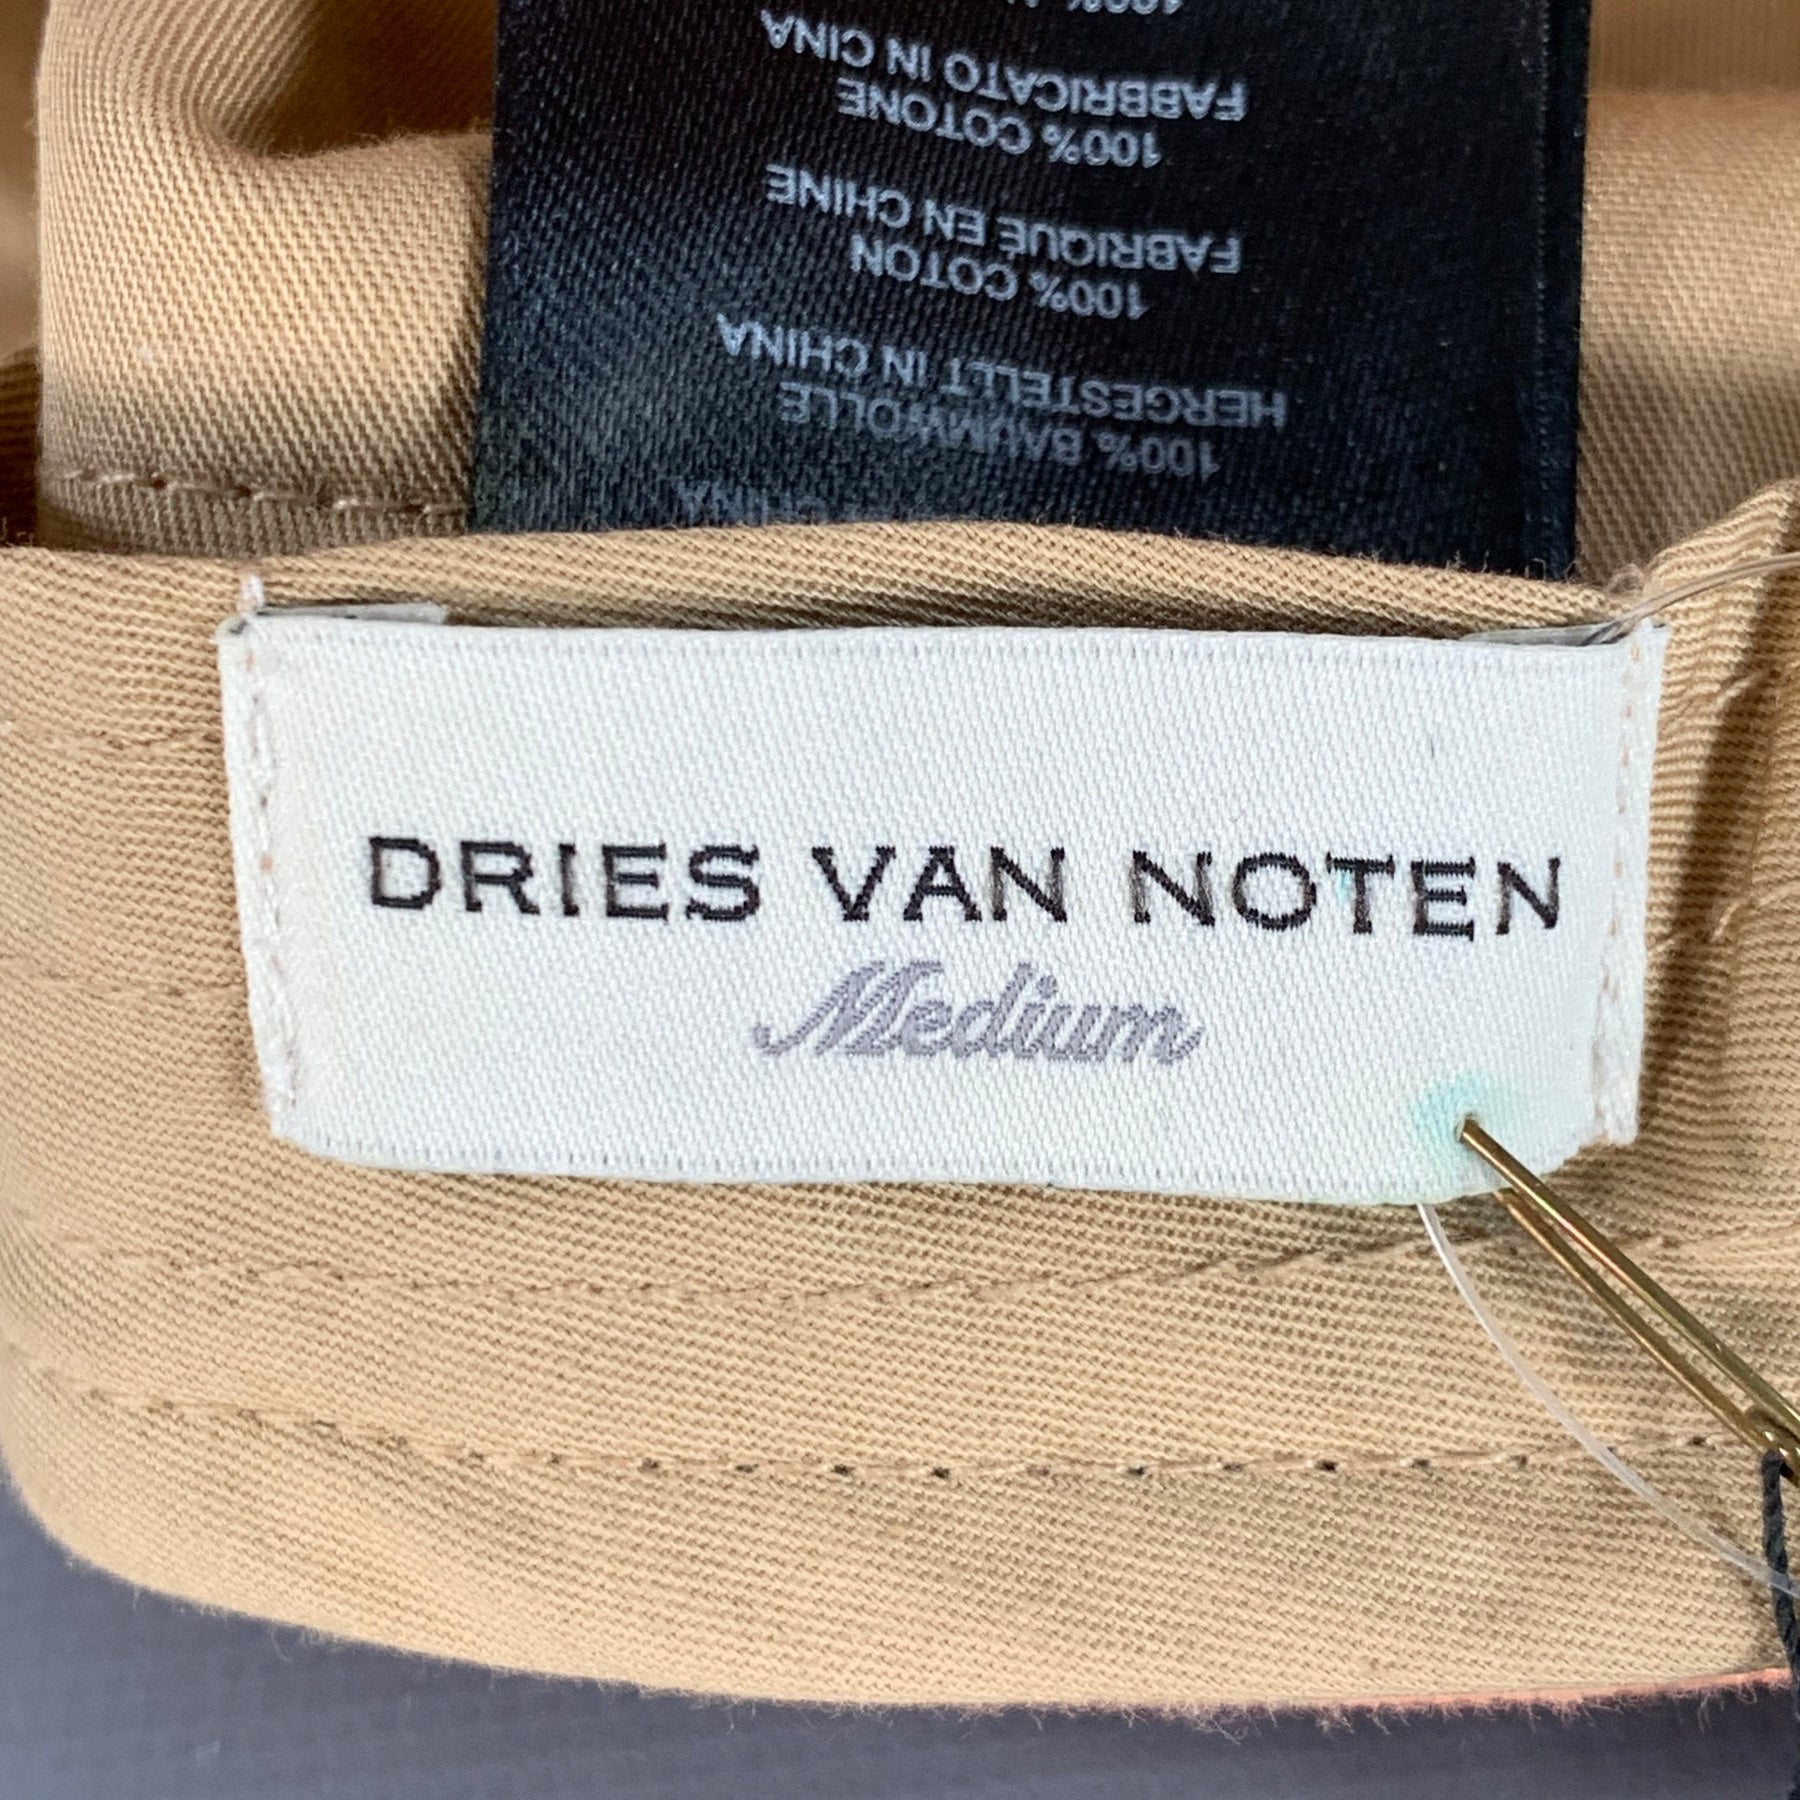 DRIES VAN NOTEN
Medium
100% BAUMWOLLE
HERGESTELLT IN CHINA
100% COTON
FABRIQUÉ EN CHINE
100% COTONE
FABBRICATO IN CINA
100%